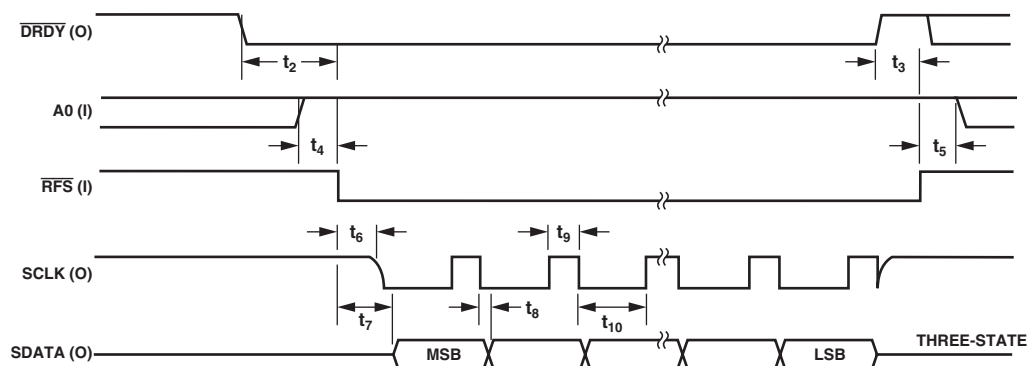 DRDY (O)
t2
t3
A0 (I)
t4
t5
RFS (I)
t6
t9
SCLK (O)
t7
t8
t10
SDATA (O)
MSB
LSB
THREE-STATE